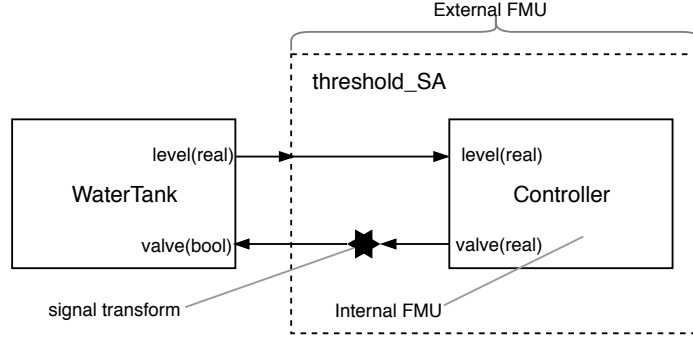 External FMU
threshold_SA
level(real)
level(real)
WaterTank
Controller
valve(bool)
valve(real)
signal transform
Internal FMU